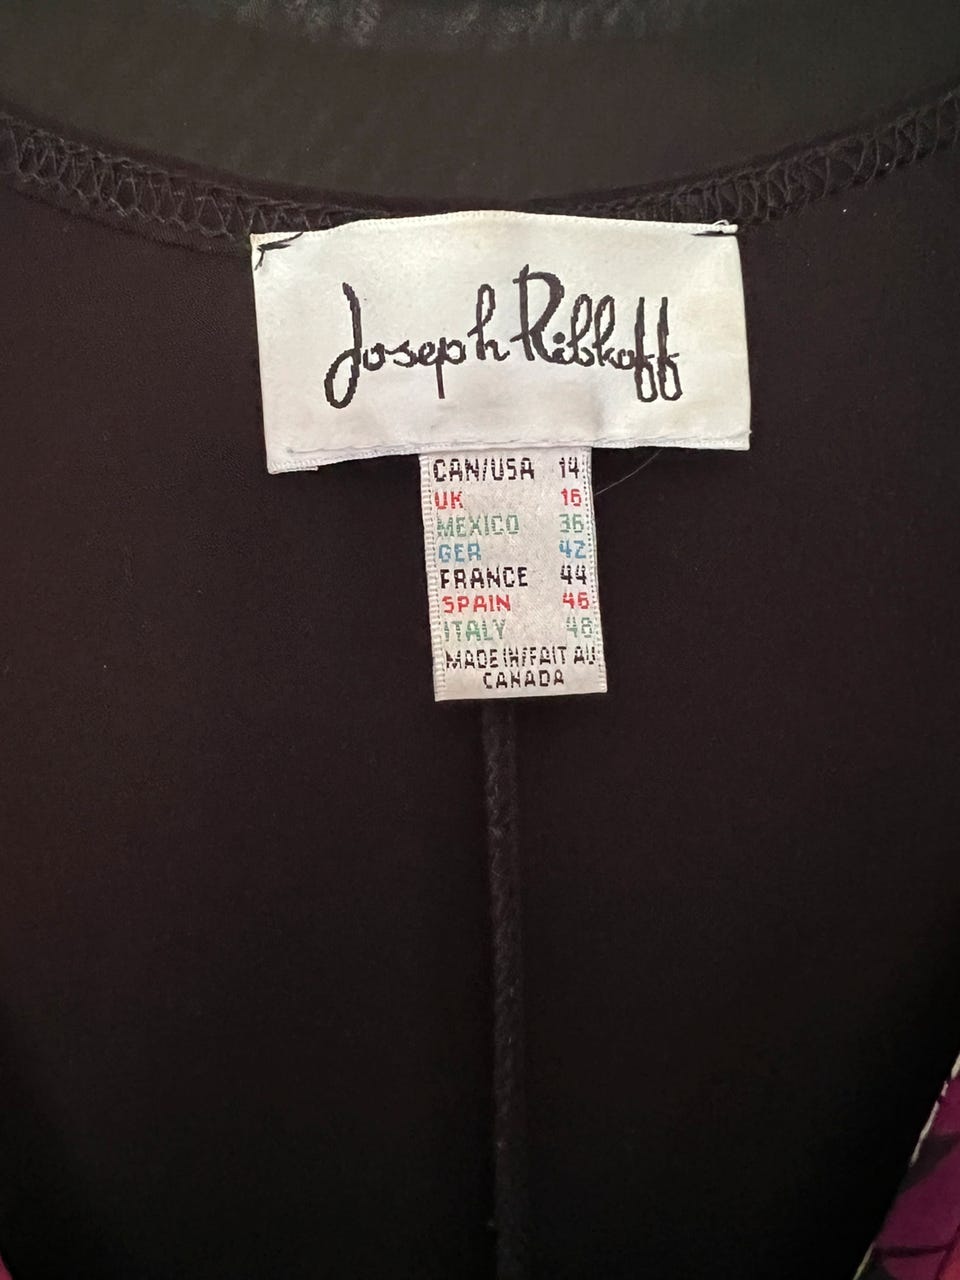 Joseph Ribkoff
CAN/USA 14
UK 16
MEXICO 36
GER 42
FRANCE 44
SPAIN 46
ITALY 48
MADE IN/FAIT AU
CANADA